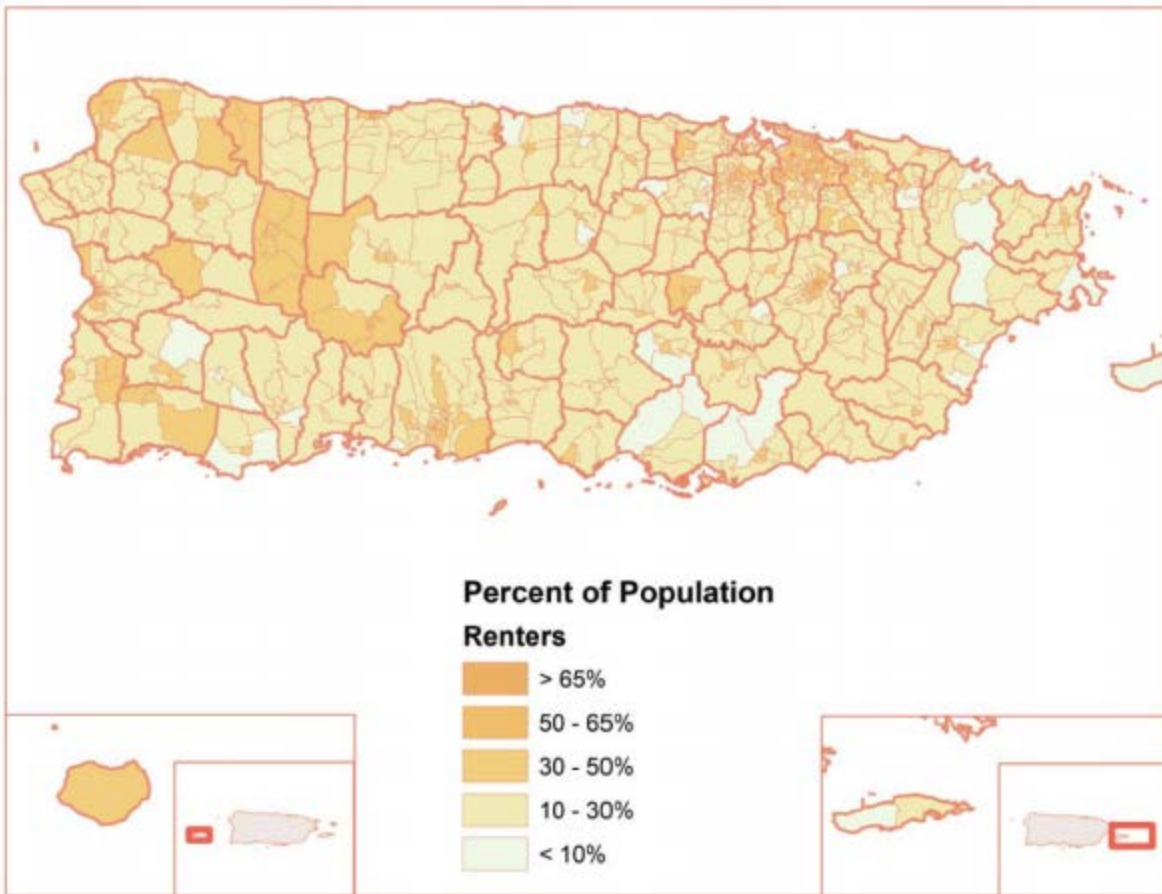 Percent of Population
Renters
> 65%
50 - 65%
30 - 50%
10 - 30%
< 10%